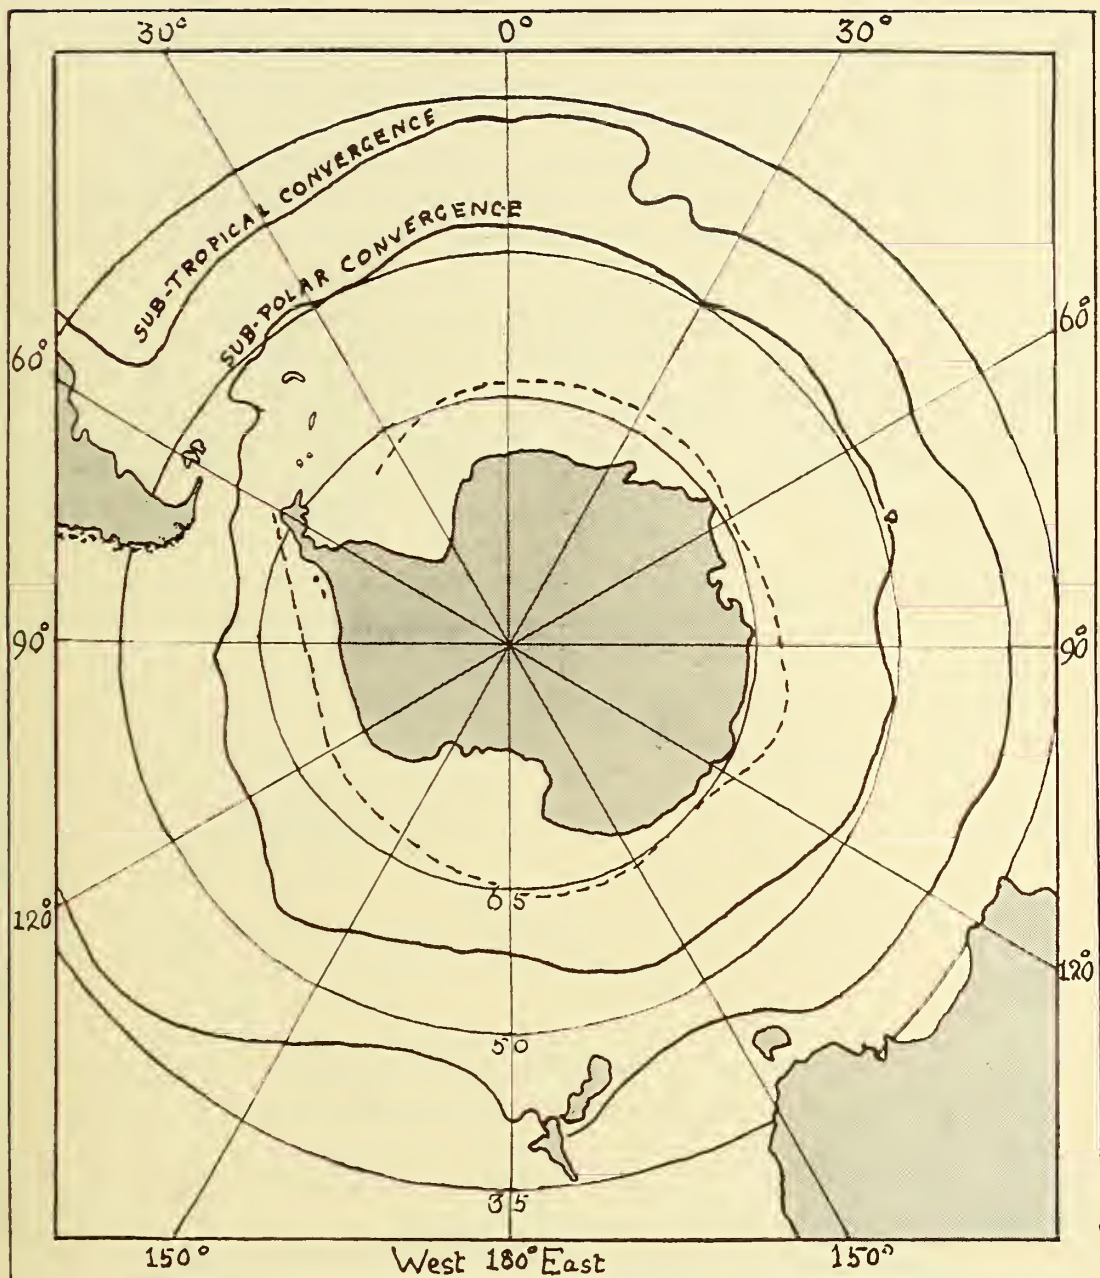 30° 0° 30°
SUB-TROPICAL CONVERGENCE
SUB-POLAR CONVERGENCE
60° 60°
90° 90°
65
120° 120°
50
35
150° West 180° East 150°